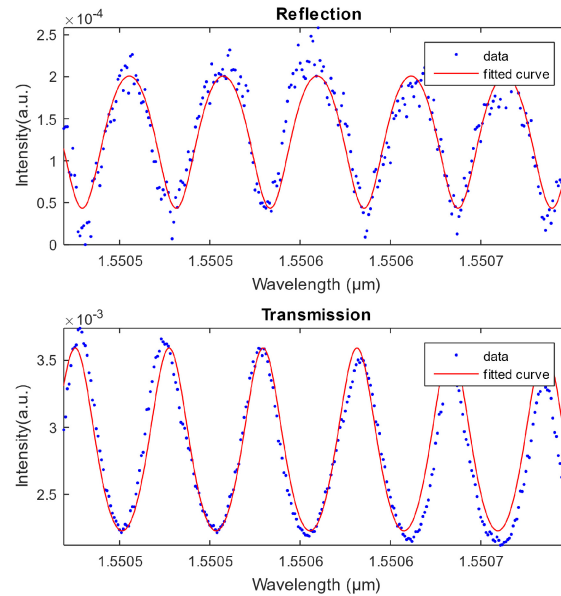 Reflection
×10-4
2.5
2
1.5
1
0.5
0
Intensity(a.u.)
data
fitted curve
1.5505
1.5505
1.5506
1.5506
1.5507
Wavelength (μm)
Transmission
×10-3
3.5
3
2.5
Intensity(a.u.)
data
fitted curve
1.5505
1.5505
1.5506
1.5506
1.5507
Wavelength (μm)